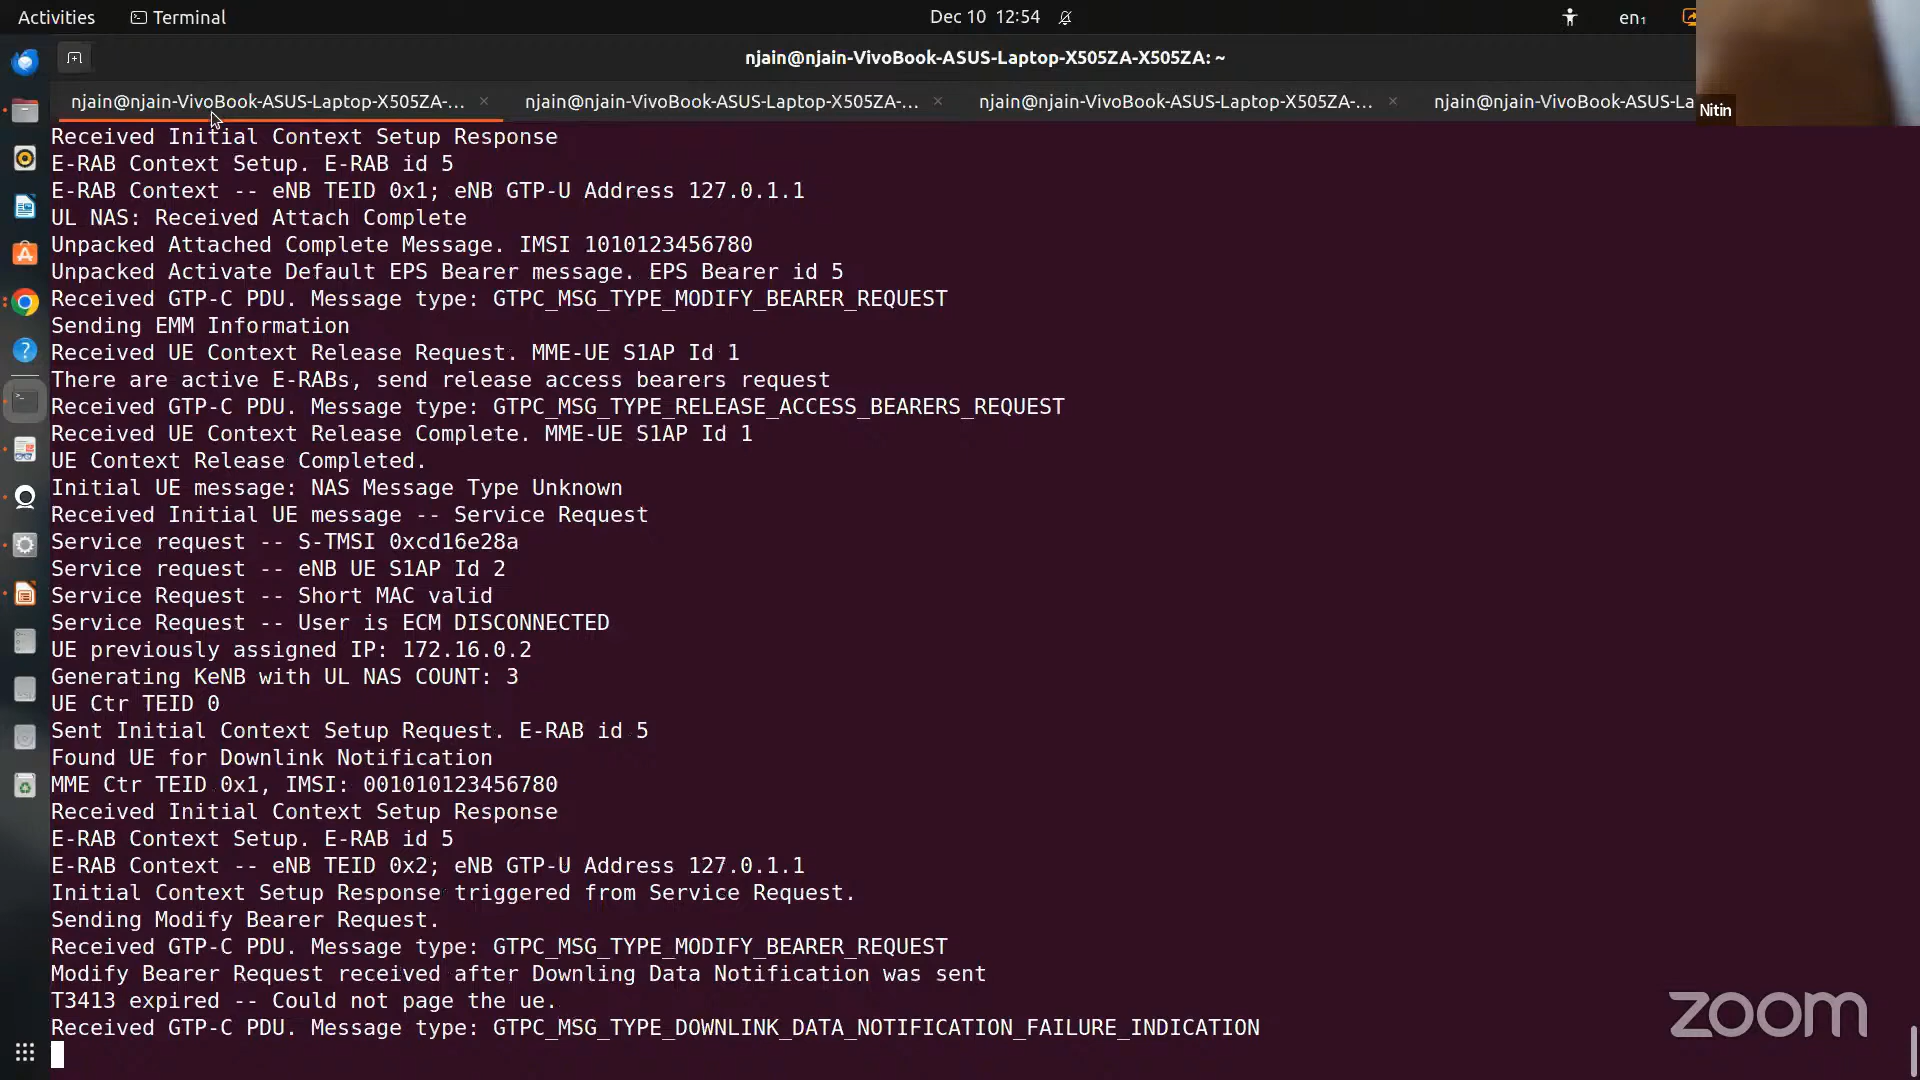 Activities
Terminal
Dec 10 12:54
en₁
njain@njain-VivoBook-ASUS-Laptop-X505ZA-X505ZA: ~
njain@njain-VivoBook-ASUS-Laptop-X505ZA-... ×
njain@njain-VivoBook-ASUS-Laptop-X505ZA-... ×
njain@njain-VivoBook-ASUS-Laptop-X505ZA-... ×
njain@njain-VivoBook-ASUS-La
Nitin
Received Initial Context Setup Response
E-RAB Context Setup. E-RAB id 5
E-RAB Context -- eNB TEID 0x1; eNB GTP-U Address 127.0.1.1
UL NAS: Received Attach Complete
Unpacked Attached Complete Message. IMSI 1010123456780
Unpacked Activate Default EPS Bearer message. EPS Bearer id 5
Received GTP-C PDU. Message type: GTPC_MSG_TYPE_MODIFY_BEARER_REQUEST
Sending EMM Information
Received UE Context Release Request. MME-UE S1AP Id 1
There are active E-RABs, send release access bearers request
Received GTP-C PDU. Message type: GTPC_MSG_TYPE_RELEASE_ACCESS_BEARERS_REQUEST
Received UE Context Release Complete. MME-UE S1AP Id 1
UE Context Release Completed.
Initial UE message: NAS Message Type Unknown
Received Initial UE message -- Service Request
Service request -- S-TMSI 0xcd16e28a
Service request -- eNB UE S1AP Id 2
Service Request -- Short MAC valid
Service Request -- User is ECM DISCONNECTED
UE previously assigned IP: 172.16.0.2
Generating KeNB with UL NAS COUNT: 3
UE Ctr TEID 0
Sent Initial Context Setup Request. E-RAB id 5
Found UE for Downlink Notification
MME Ctr TEID 0x1, IMSI: 001010123456780
Received Initial Context Setup Response
E-RAB Context Setup. E-RAB id 5
E-RAB Context -- eNB TEID 0x2; eNB GTP-U Address 127.0.1.1
Initial Context Setup Response triggered from Service Request.
Sending Modify Bearer Request.
Received GTP-C PDU. Message type: GTPC_MSG_TYPE_MODIFY_BEARER_REQUEST
Modify Bearer Request received after Downling Data Notification was sent
T3413 expired -- Could not page the ue.
Received GTP-C PDU. Message type: GTPC_MSG_TYPE_DOWNLINK_DATA_NOTIFICATION_FAILURE_INDICATION
zoom